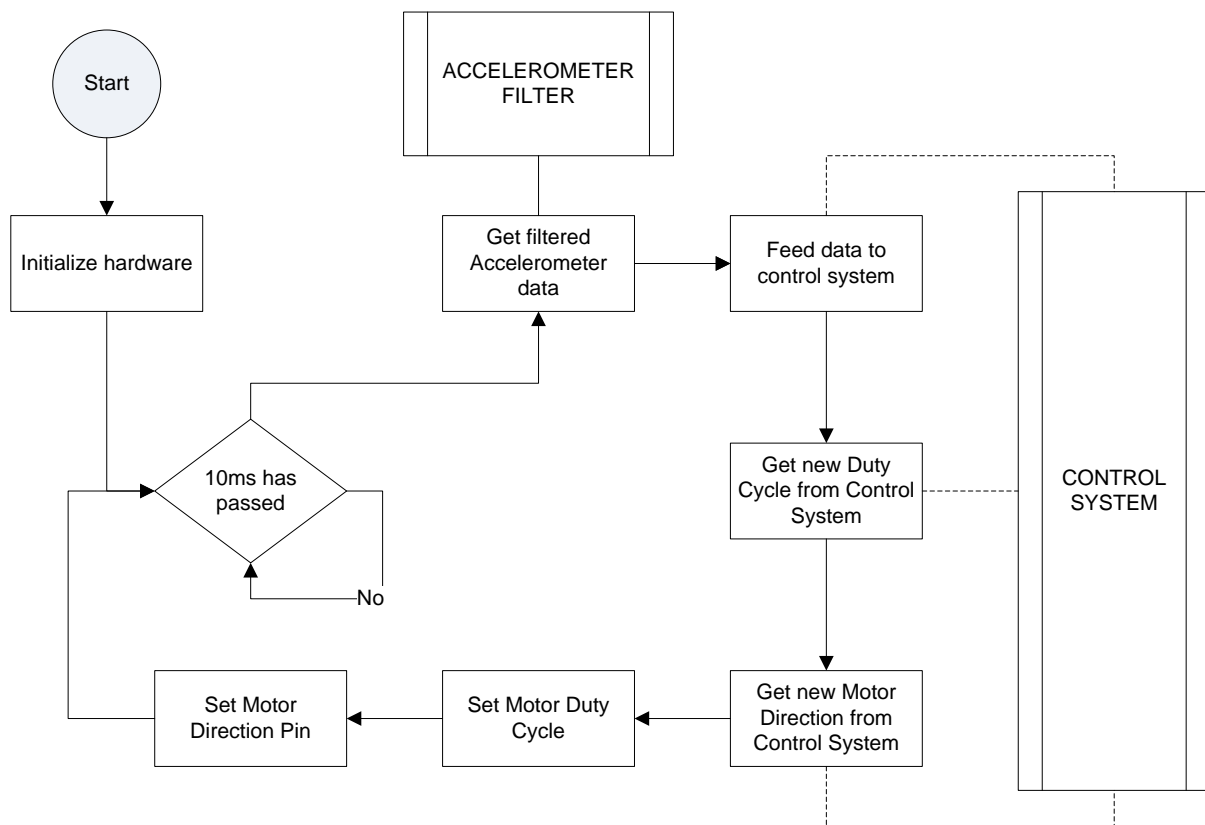 Start
ACCELEROMETER
FILTER
Initialize hardware
Get filtered
Accelerometer
data
Feed data to
control system
10ms has
passed
No
Get new Duty
Cycle from Control
System
CONTROL
SYSTEM
Set Motor
Direction Pin
Set Motor Duty
Cycle
Get new Motor
Direction from
Control System